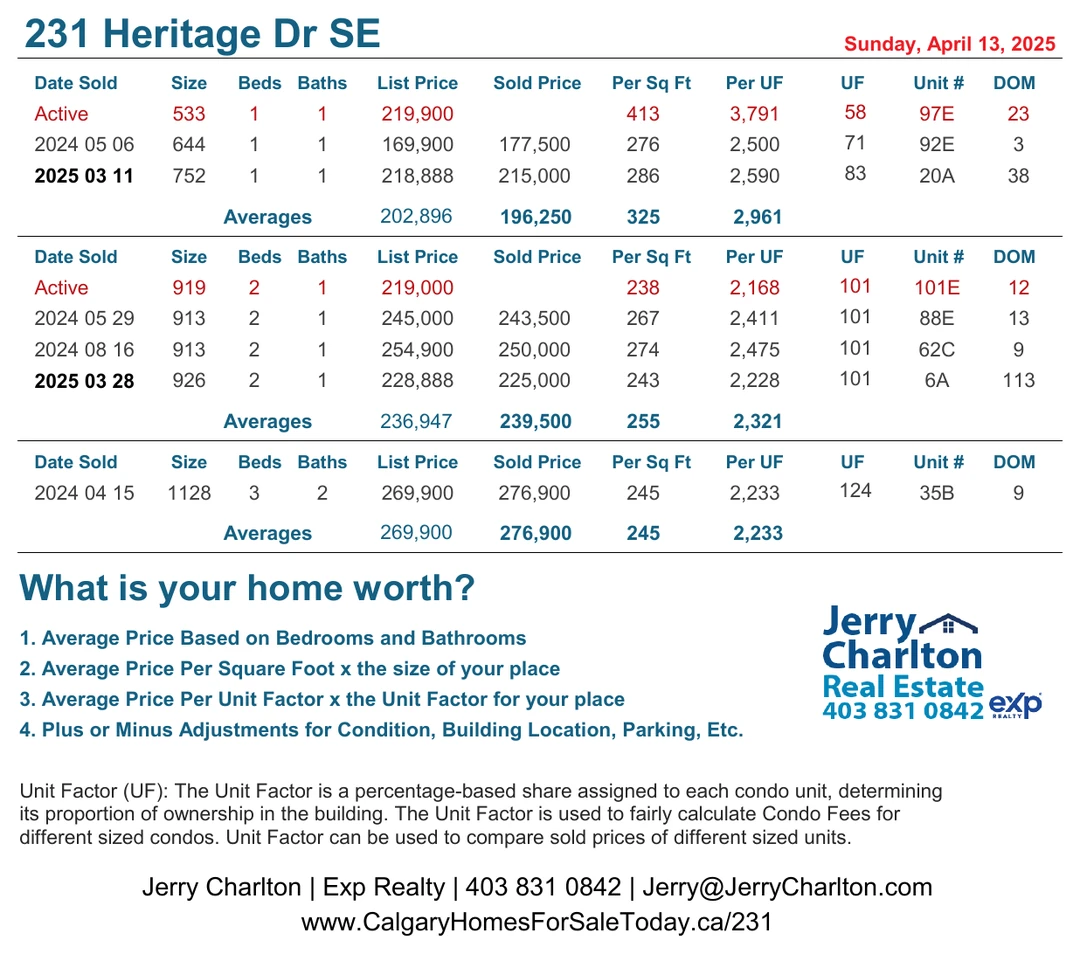 231 Heritage Dr SE
Sunday, April 13, 2025
Date Sold Size Beds Baths List Price Sold Price Per Sq Ft Per UF UF Unit # DOM
Active 533 1 1 219,900 413 3,791 58 97E 23
2024 05 06 644 1 1 169,900 177,500 276 2,500 71 92E 3
2025 03 11 752 1 1 218,888 215,000 286 2,590 83 20A 38
Averages 202,896 196,250 325 2,961
Date Sold Size Beds Baths List Price Sold Price Per Sq Ft Per UF UF Unit # DOM
Active 919 2 1 219,000 238 2,168 101 101E 12
2024 05 29 913 2 1 245,000 243,500 267 2,411 101 88E 13
2024 08 16 913 2 1 254,900 250,000 274 2,475 101 62C 9
2025 03 28 926 2 1 228,888 225,000 243 2,228 101 6A 113
Averages 236,947 239,500 255 2,321
Date Sold Size Beds Baths List Price Sold Price Per Sq Ft Per UF UF Unit # DOM
2024 04 15 1128 3 2 269,900 276,900 245 2,233 124 35B 9
Averages 269,900 276,900 245 2,233
What is your home worth?
1. Average Price Based on Bedrooms and Bathrooms
2. Average Price Per Square Foot x the size of your place
3. Average Price Per Unit Factor x the Unit Factor for your place
4. Plus or Minus Adjustments for Condition, Building Location, Parking, Etc.
Jerry
Charlton
Real Estate
403 831 0842
exp
REALTY
Unit Factor (UF): The Unit Factor is a percentage-based share assigned to each condo unit, determining
its proportion of ownership in the building. The Unit Factor is used to fairly calculate Condo Fees for
different sized condos. Unit Factor can be used to compare sold prices of different sized units.
Jerry Charlton | Exp Realty | 403 831 0842 | Jerry@JerryCharlton.com
www.CalgaryHomesForSaleToday.ca/231